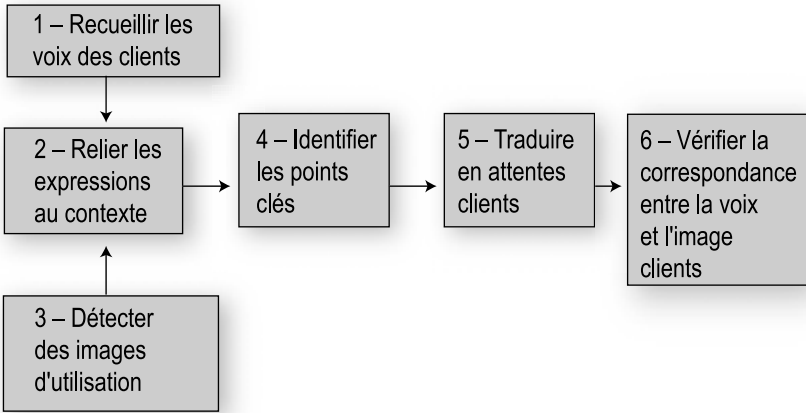 1 – Recueillir les
voix des clients
2 – Relier les
expressions
au contexte
3 – Détecter
des images
d'utilisation
4 – Identifier
les points
clés
5 – Traduire
en attentes
clients
6 – Vérifier la
correspondance
entre la voix
et l'image
clients